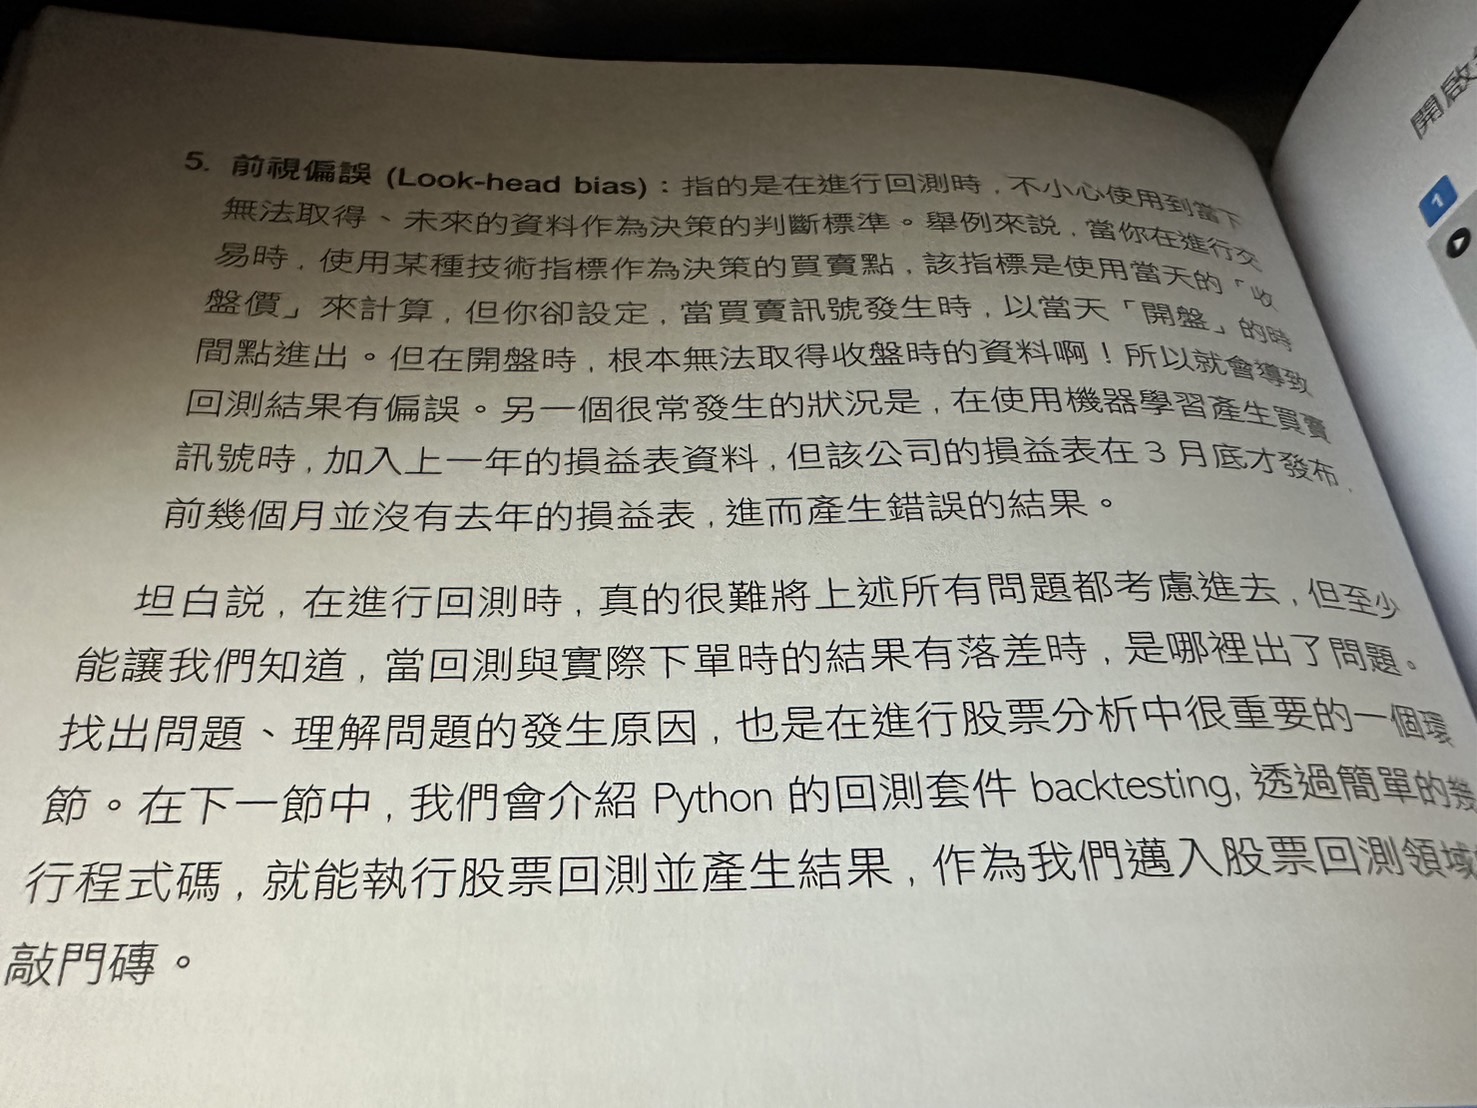 5. 前視偏誤 (Look-head bias)：指的是在進行回測時，不小心使用到當下
無法取得、未來的資料作為決策的判斷標準。舉例來說，當你在進行交
易時，使用某種技術指標作為決策的買賣點，該指標是使用當天的「收
盤價」來計算，但你卻設定，當買賣訊號發生時，以當天「開盤」的時
間點進出。但在開盤時，根本無法取得收盤時的資料啊！所以就會導致
回測結果有偏誤。另一個很常發生的狀況是，在使用機器學習產生買賣
訊號時，加入上一年的損益表資料，但該公司的損益表在 3 月底才發布，
前幾個月並沒有去年的損益表，進而產生錯誤的結果。
坦白說，在進行回測時，真的很難將上述所有問題都考慮進去，但至少
能讓我們知道，當回測與實際下單時的結果有落差時，是哪裡出了問題。
找出問題、理解問題的發生原因，也是在進行股票分析中很重要的一個環
節。在下一節中，我們會介紹 Python 的回測套件 backtesting, 透過簡單的幾
行程式碼，就能執行股票回測並產生結果，作為我們邁入股票回測領域
敲門磚。
開啟
1